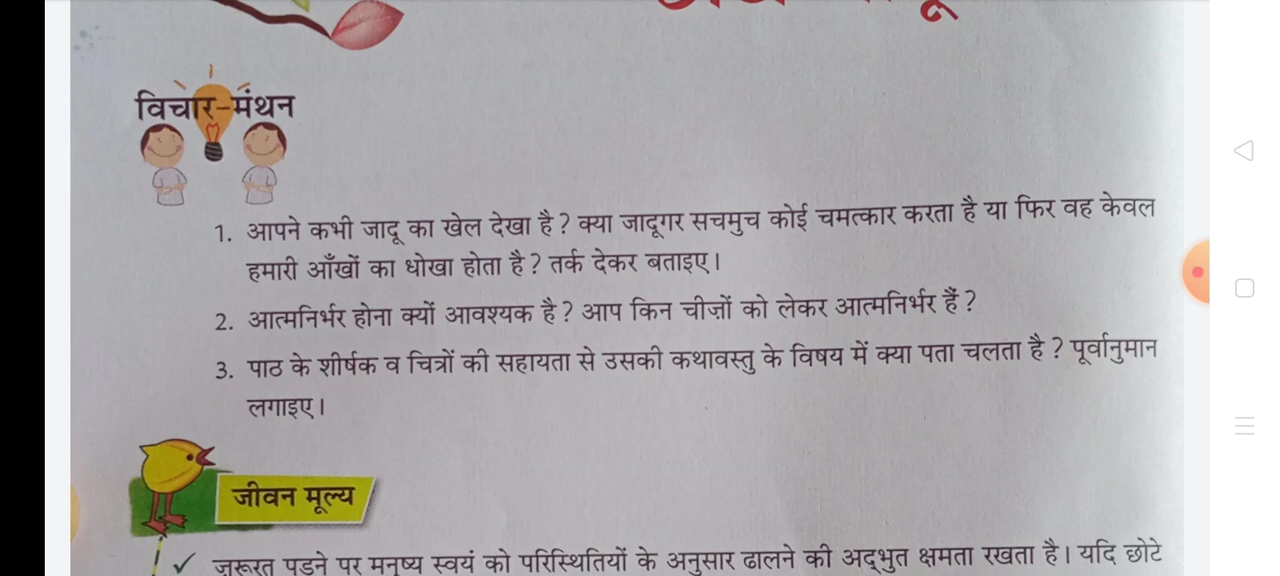 विचार-मंथन
1. आपने कभी जादू का खेल देखा है? क्या जादूगर सचमुच कोई चमत्कार करता है या फिर वह केवल
हमारी आँखों का धोखा होता है? तर्क देकर बताइए।
2. आत्मनिर्भर होना क्यों आवश्यक है? आप किन चीज़ों को लेकर आत्मनिर्भर हैं?
3. पाठ के शीर्षक व चित्रों की सहायता से उसकी कथावस्तु के विषय में क्या पता चलता है? पूर्वानुमान
लगाइए।
जीवन मूल्य
✓ ज़रूरत पड़ने पर मनुष्य स्वयं को परिस्थितियों के अनुसार ढालने की अद्भुत क्षमता रखता है। यदि छोटे